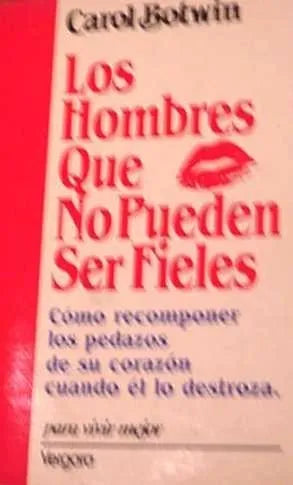 Carol Botwin
Los
Hombres
Que
No Pueden
Ser Fieles
Cómo recomponer
los pedazos
de su corazón
cuando él lo destroza.
para vivir mejor
Vergara